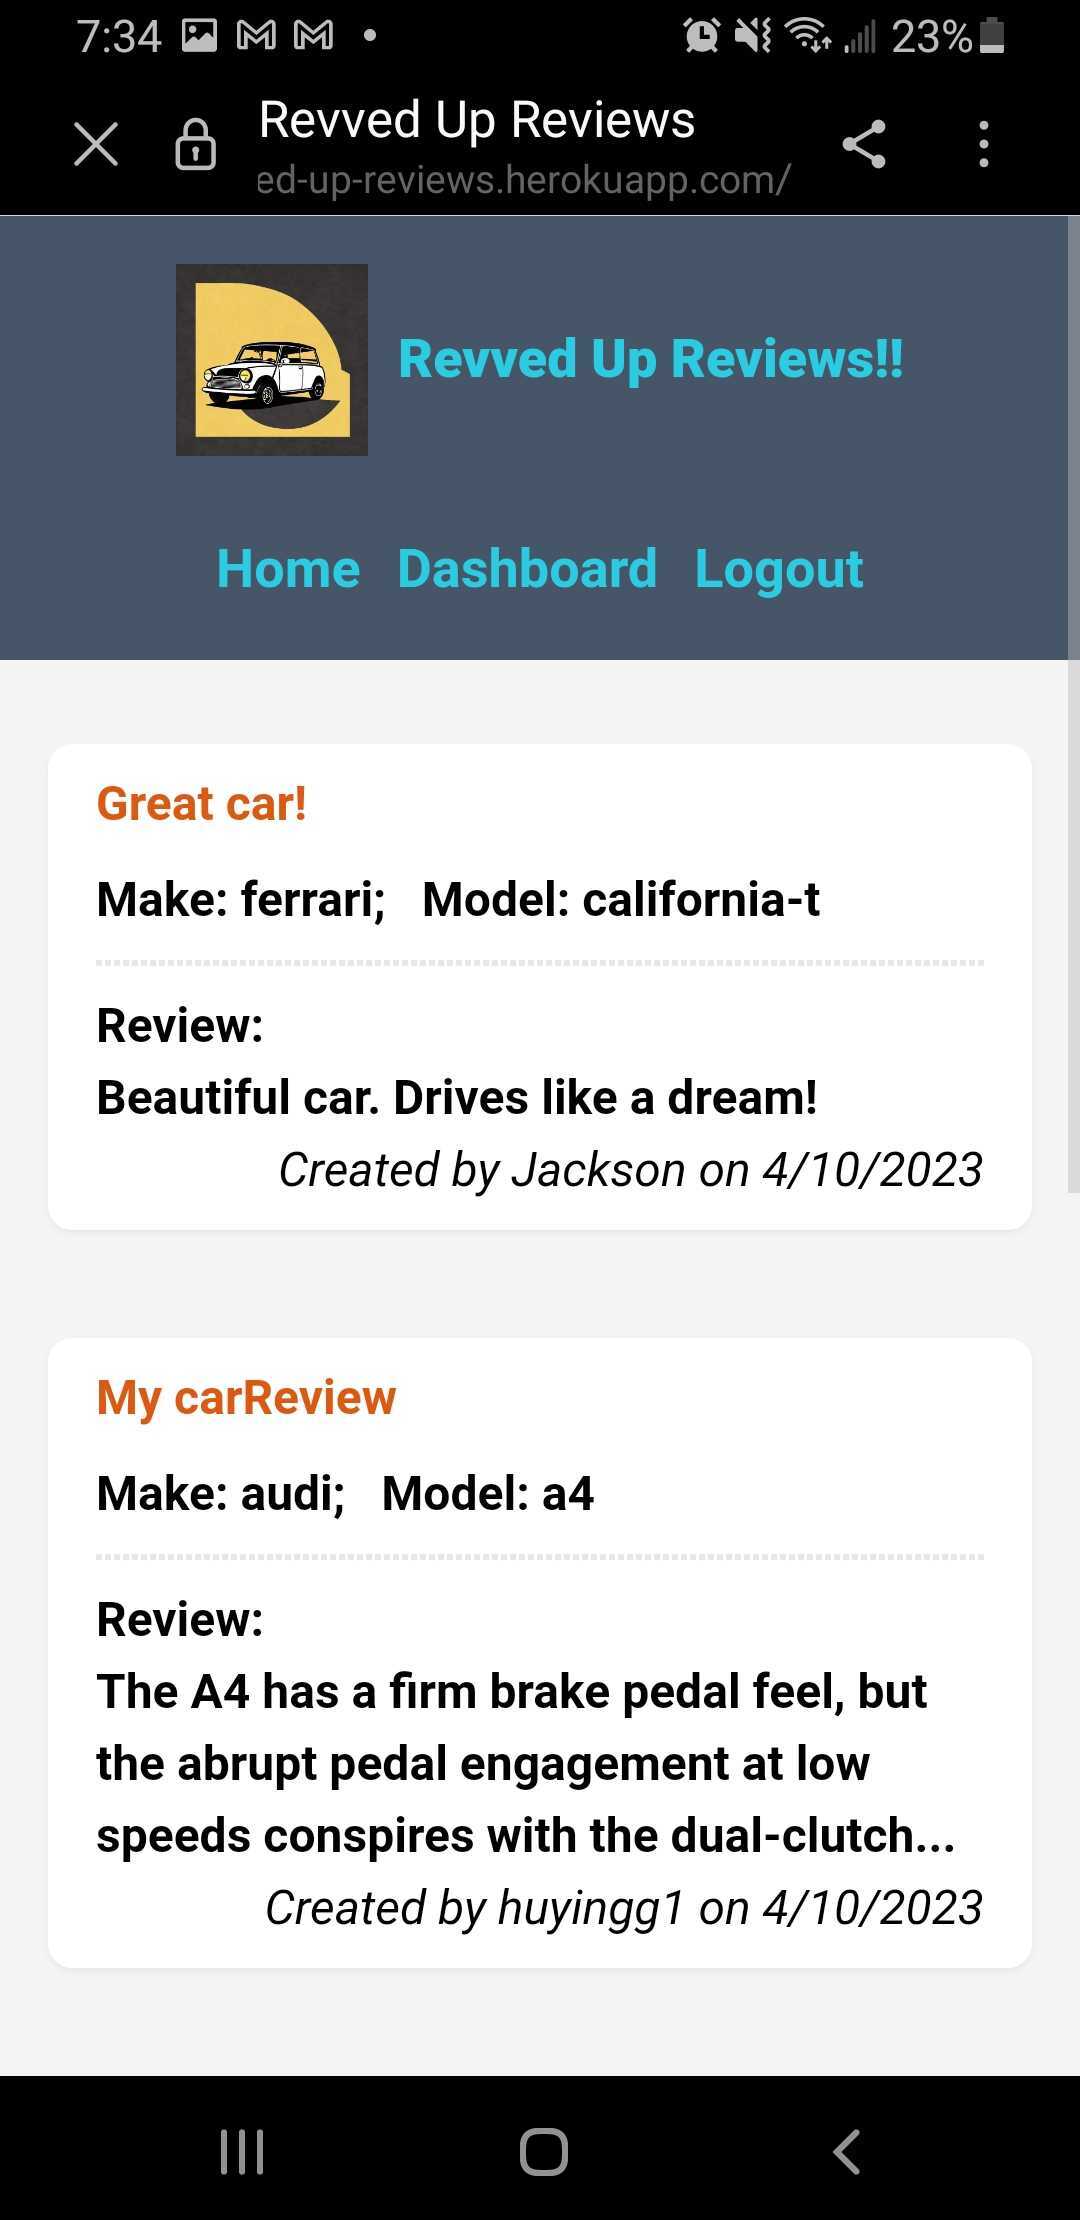 7:34
23%
Revved Up Reviews
ed-up-reviews.herokuapp.com/
Revved Up Reviews!!
Home Dashboard Logout
Great car!
Make: ferrari; Model: california-t
Review:
Beautiful car. Drives like a dream!
Created by Jackson on 4/10/2023
My carReview
Make: audi; Model: a4
Review:
The A4 has a firm brake pedal feel, but
the abrupt pedal engagement at low
speeds conspires with the dual-clutch...
Created by huyingg1 on 4/10/2023